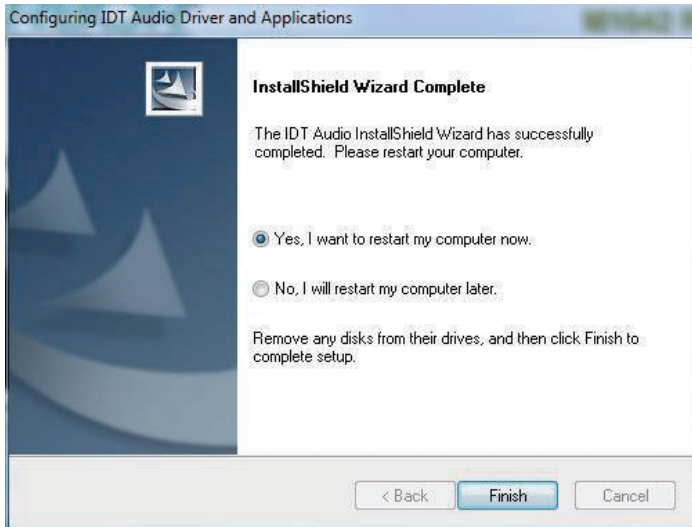 Configuring IDT Audio Driver and Applications
InstallShield Wizard Complete
The IDT Audio InstallShield Wizard has successfully
completed. Please restart your computer.
Yes, I want to restart my computer now.
No, I will restart my computer later.
Remove any disks from their drives, and then click Finish to
complete setup.
< Back Finish Cancel